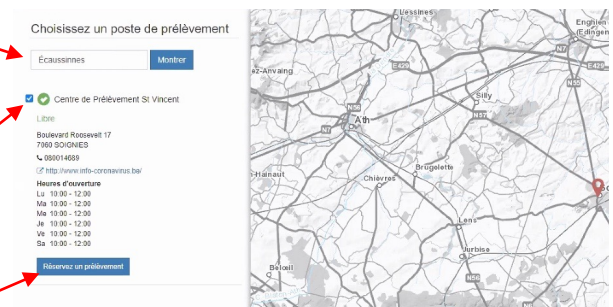 Choisissez un poste de prélèvement
Écaussinnes
Montrer
Centre de Prélèvement St Vincent
Libre
Boulevard Roosevelt 17
7060 SOIGNIES
080014689
http://www.info-coronavirus.be/
Heures d'ouverture
Lu 10:00 - 12:00
Ma 10:00 - 12:00
Me 10:00 - 12:00
Je 10:00 - 12:00
Ve 10:00 - 12:00
Sa 10:00 - 12:00
Réservez un prélèvement
Lessines
Enghien
(Edingen
N7
E429
E429
ez-Anvaing
N55
Silly
N56
N57
Ath
N7
Brugelette
-Hainaut
Chièvres
Lens
Jurbise
Belœil
N56